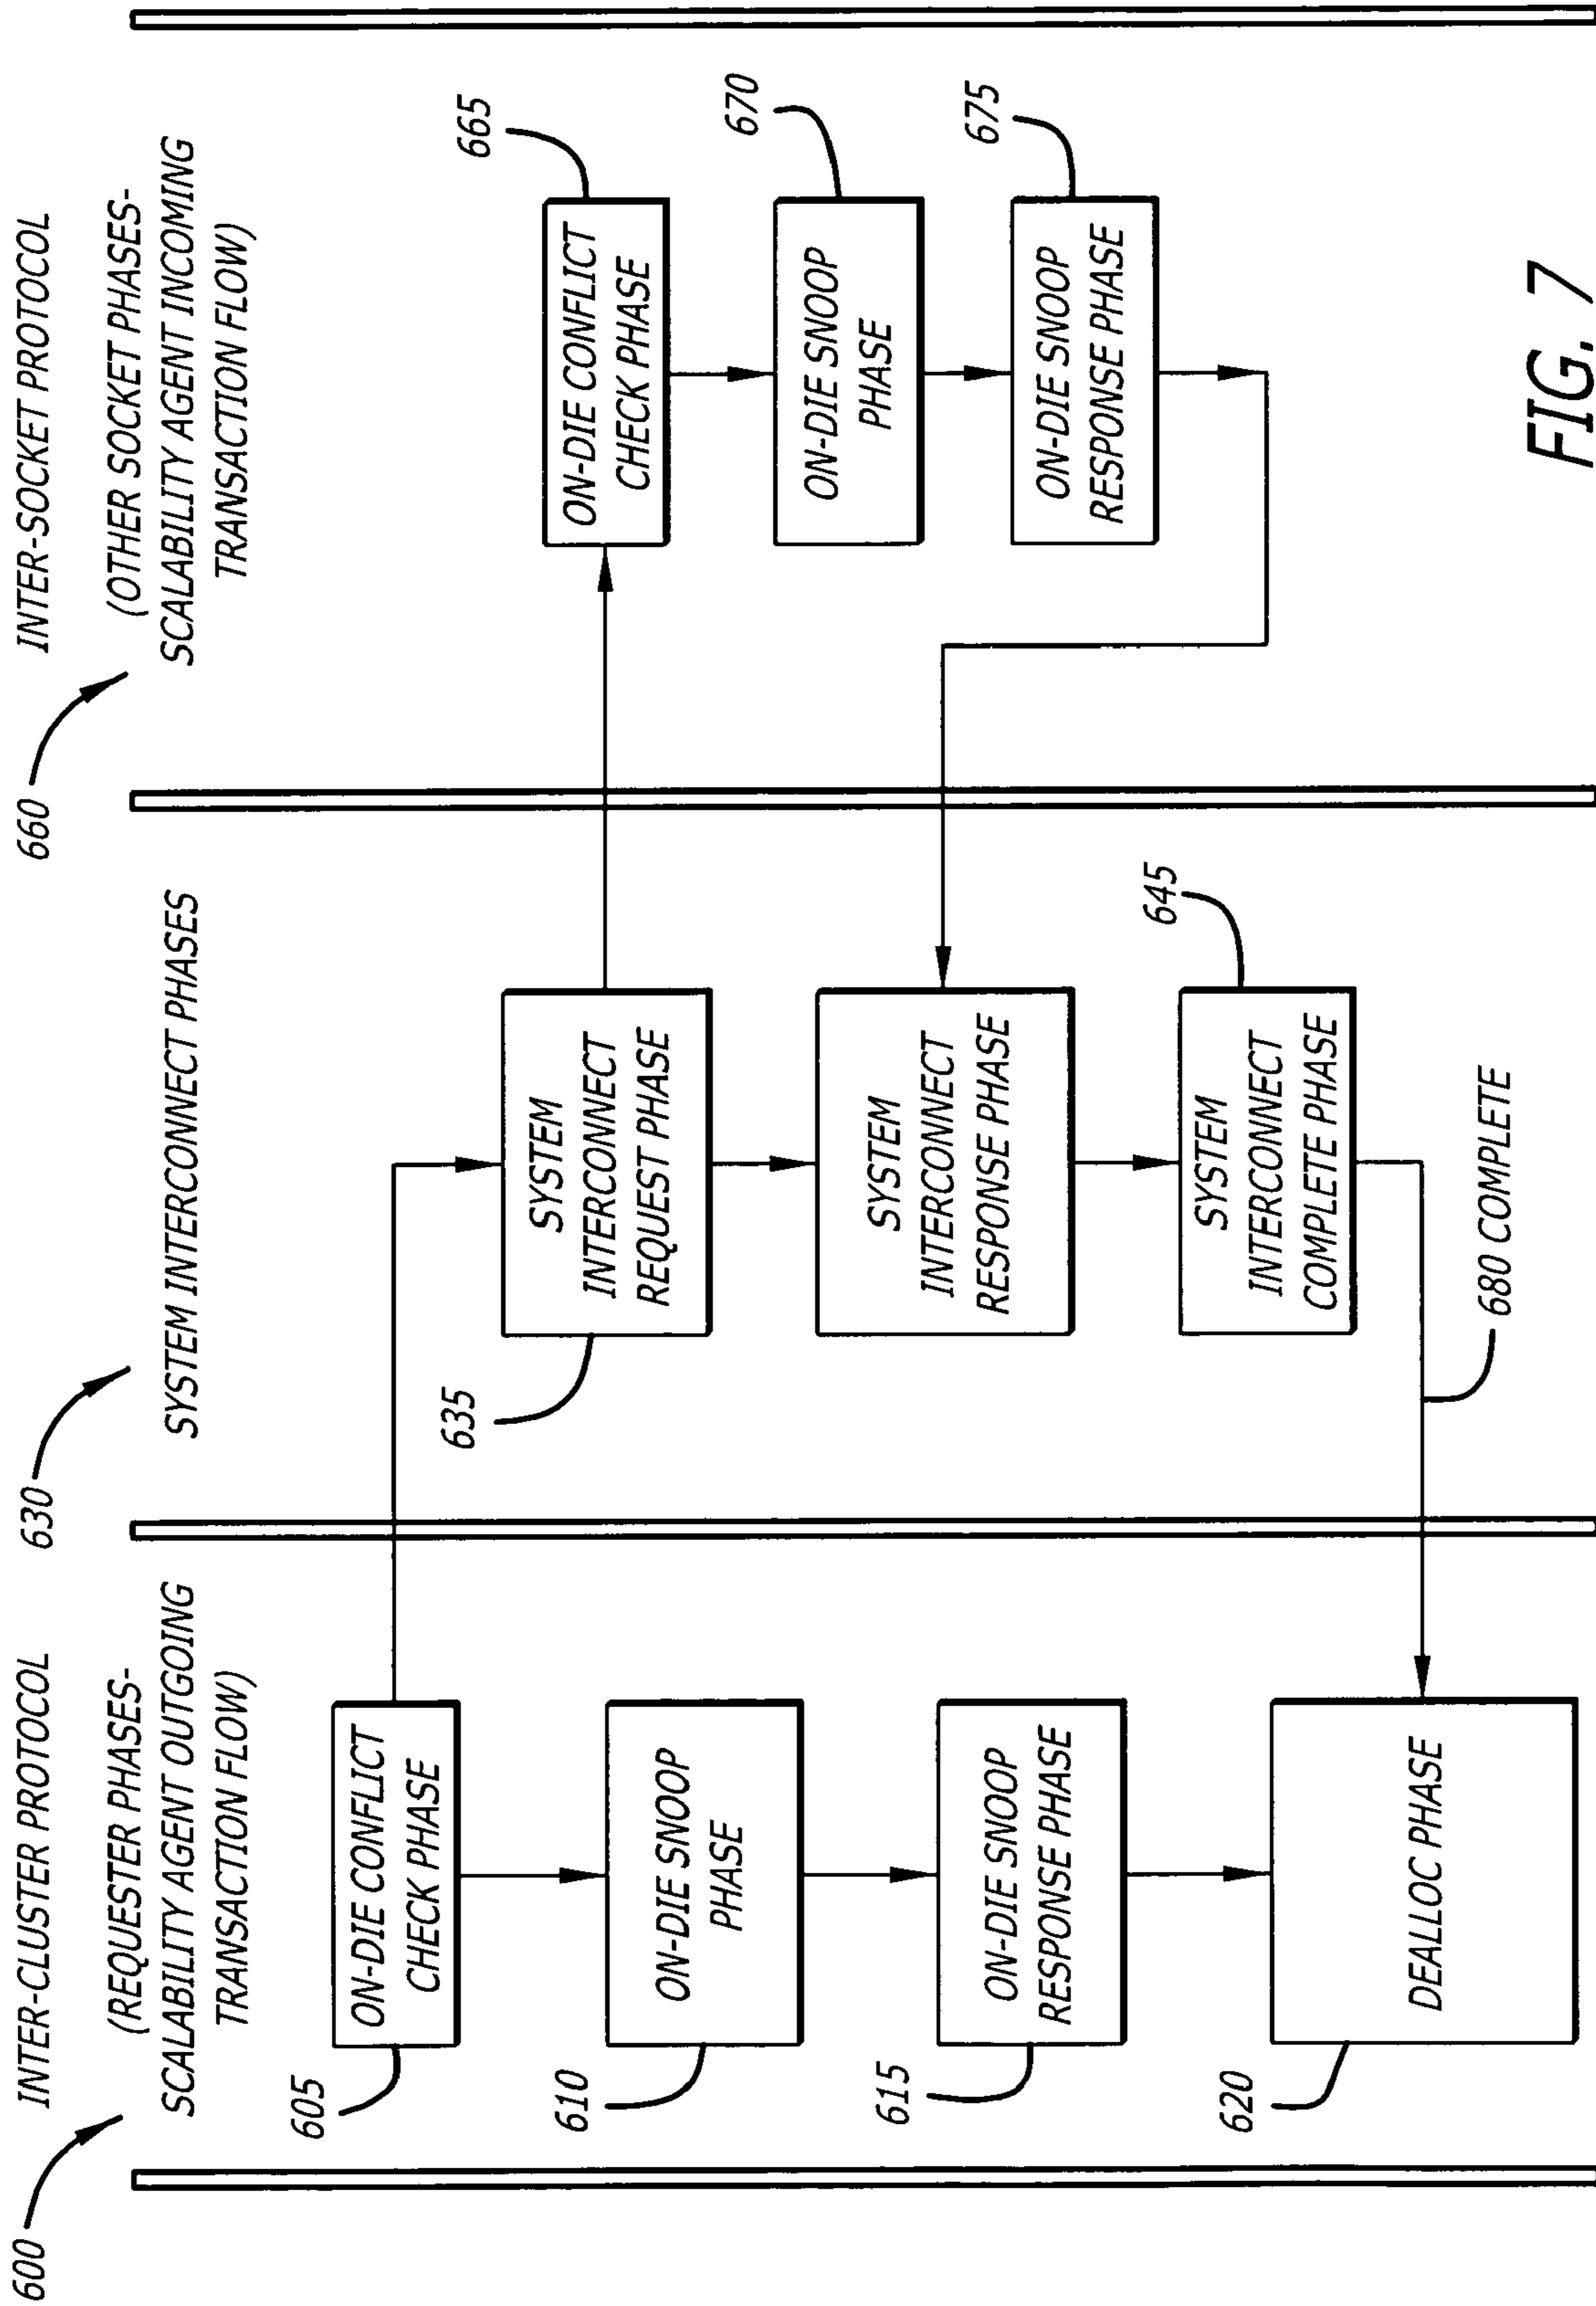 600
INTER-CLUSTER PROTOCOL
(REQUESTER PHASES-
SCALABILITY AGENT OUTGOING
TRANSACTION FLOW)
630
SYSTEM INTERCONNECT PHASES
660
INTER-SOCKET PROTOCOL
(OTHER SOCKET PHASES-
SCALABILITY AGENT INCOMING
TRANSACTION FLOW)
605
ON-DIE CONFLICT
CHECK PHASE
610
ON-DIE SNOOP
PHASE
615
ON-DIE SNOOP
RESPONSE PHASE
620
DEALLOC PHASE
635
SYSTEM
INTERCONNECT
REQUEST PHASE
SYSTEM
INTERCONNECT
RESPONSE PHASE
645
SYSTEM
INTERCONNECT
COMPLETE PHASE
680 COMPLETE
665
ON-DIE CONFLICT
CHECK PHASE
670
ON-DIE SNOOP
PHASE
675
ON-DIE SNOOP
RESPONSE PHASE
FIG. 7